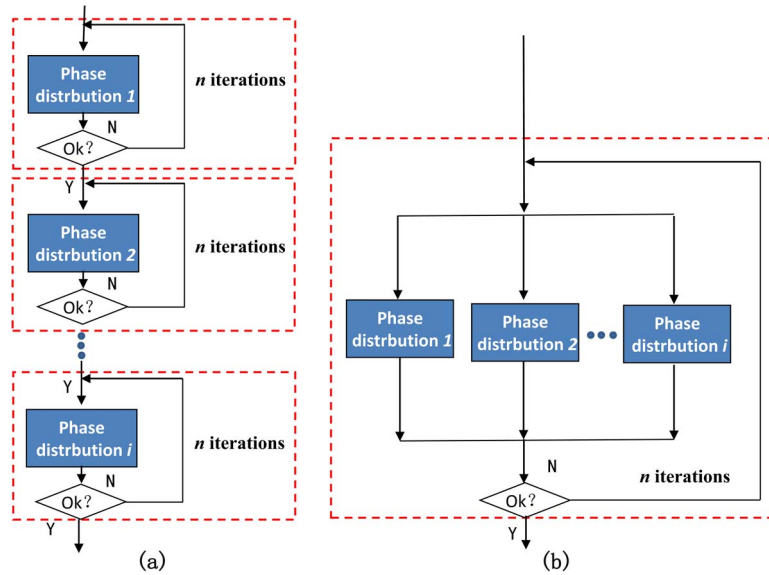 Phase
distrbution 1
n iterations
N
Ok?
Y
Phase
distrbution 2
n iterations
N
Ok?
Y
Phase
distrbution i
n iterations
N
Ok?
Y
(a)
Phase
distrbution 1
Phase
distrbution 2
Phase
distrbution i
N
n iterations
Ok?
Y
(b)